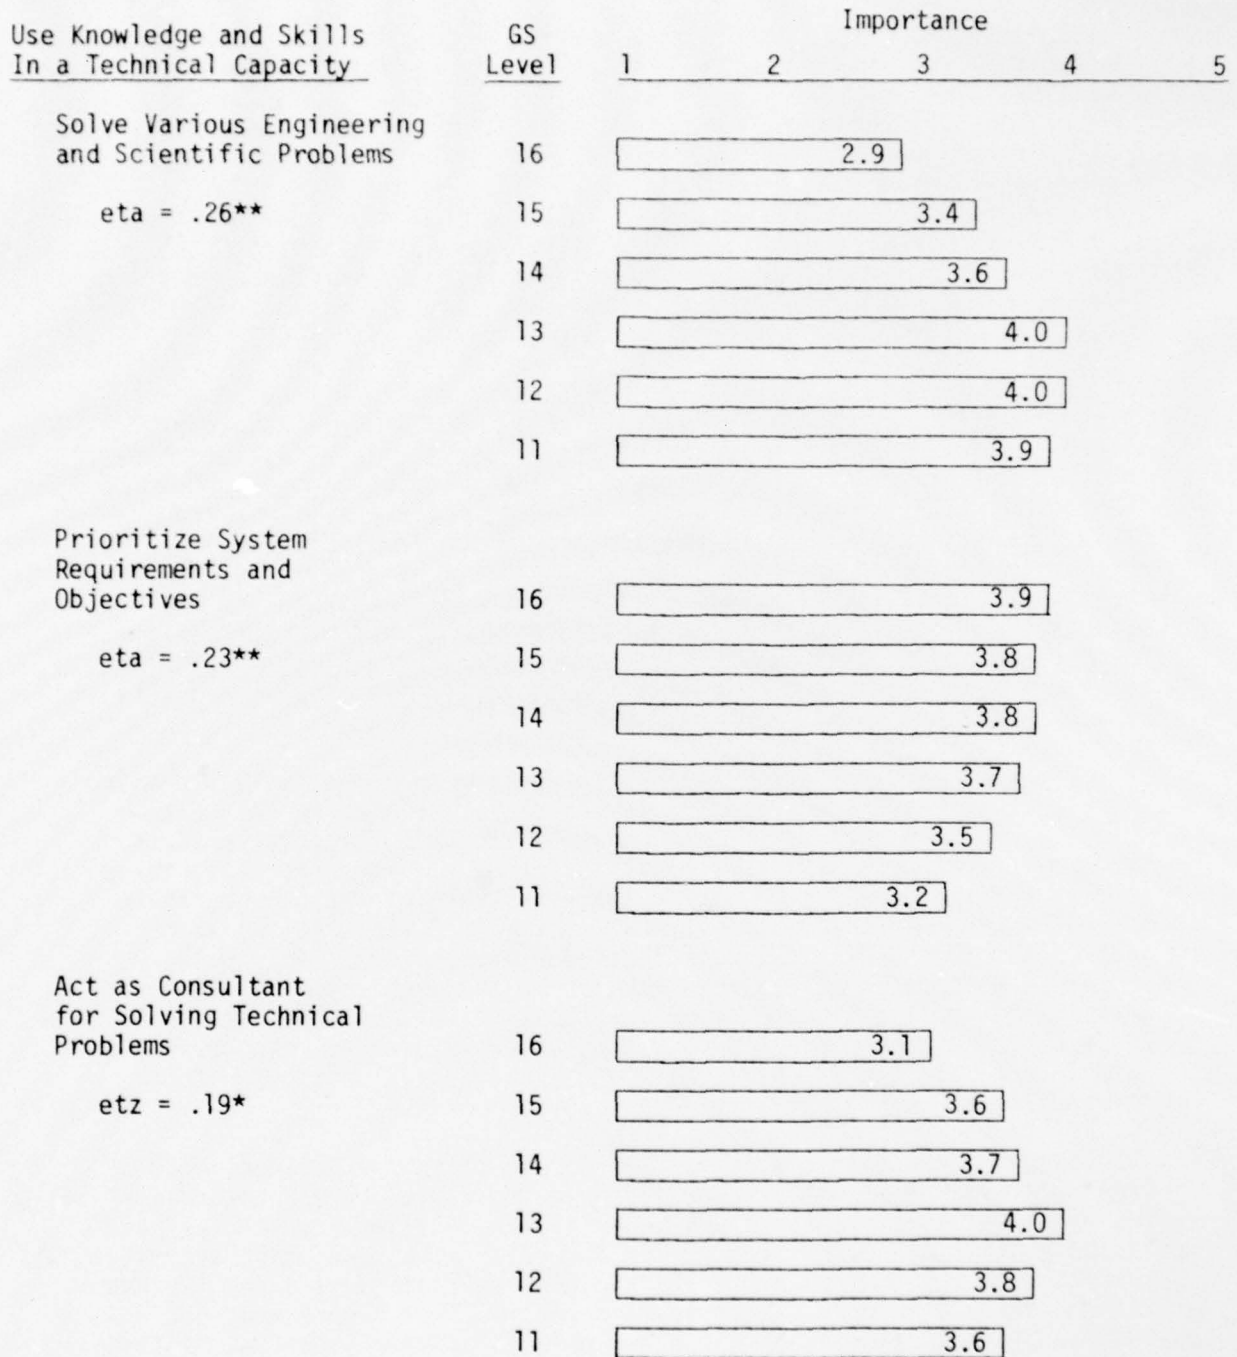 Importance
Use Knowledge and Skills GS
In a Technical Capacity Level 1 2 3 4 5
Solve Various Engineering
and Scientific Problems 16 2.9
eta = .26** 15 3.4
14 3.6
13 4.0
12 4.0
11 3.9
Prioritize System
Requirements and
Objectives 16 3.9
eta = .23** 15 3.8
14 3.8
13 3.7
12 3.5
11 3.2
Act as Consultant
for Solving Technical
Problems 16 3.1
etz = .19* 15 3.6
14 3.7
13 4.0
12 3.8
11 3.6